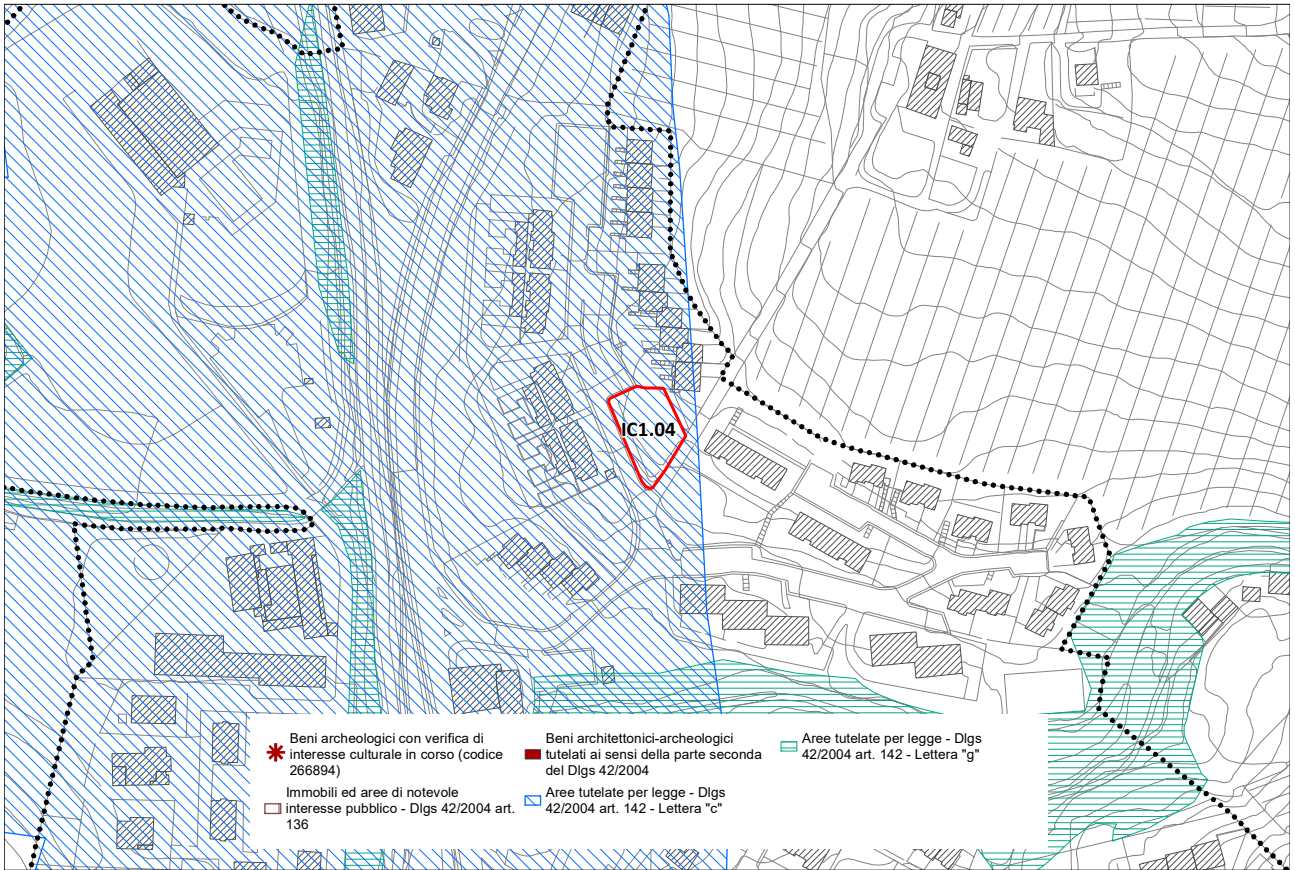 IC1.04
Beni archeologici con verifica di
interesse culturale in corso (codice
266894)
Immobili ed aree di notevole
interesse pubblico - Dlgs 42/2004 art.
136
Beni architettonici-archeologici
tutelati ai sensi della parte seconda
del Dlgs 42/2004
Aree tutelate per legge - Dlgs
42/2004 art. 142 - Lettera "c"
Aree tutelate per legge - Dlgs
42/2004 art. 142 - Lettera "g"